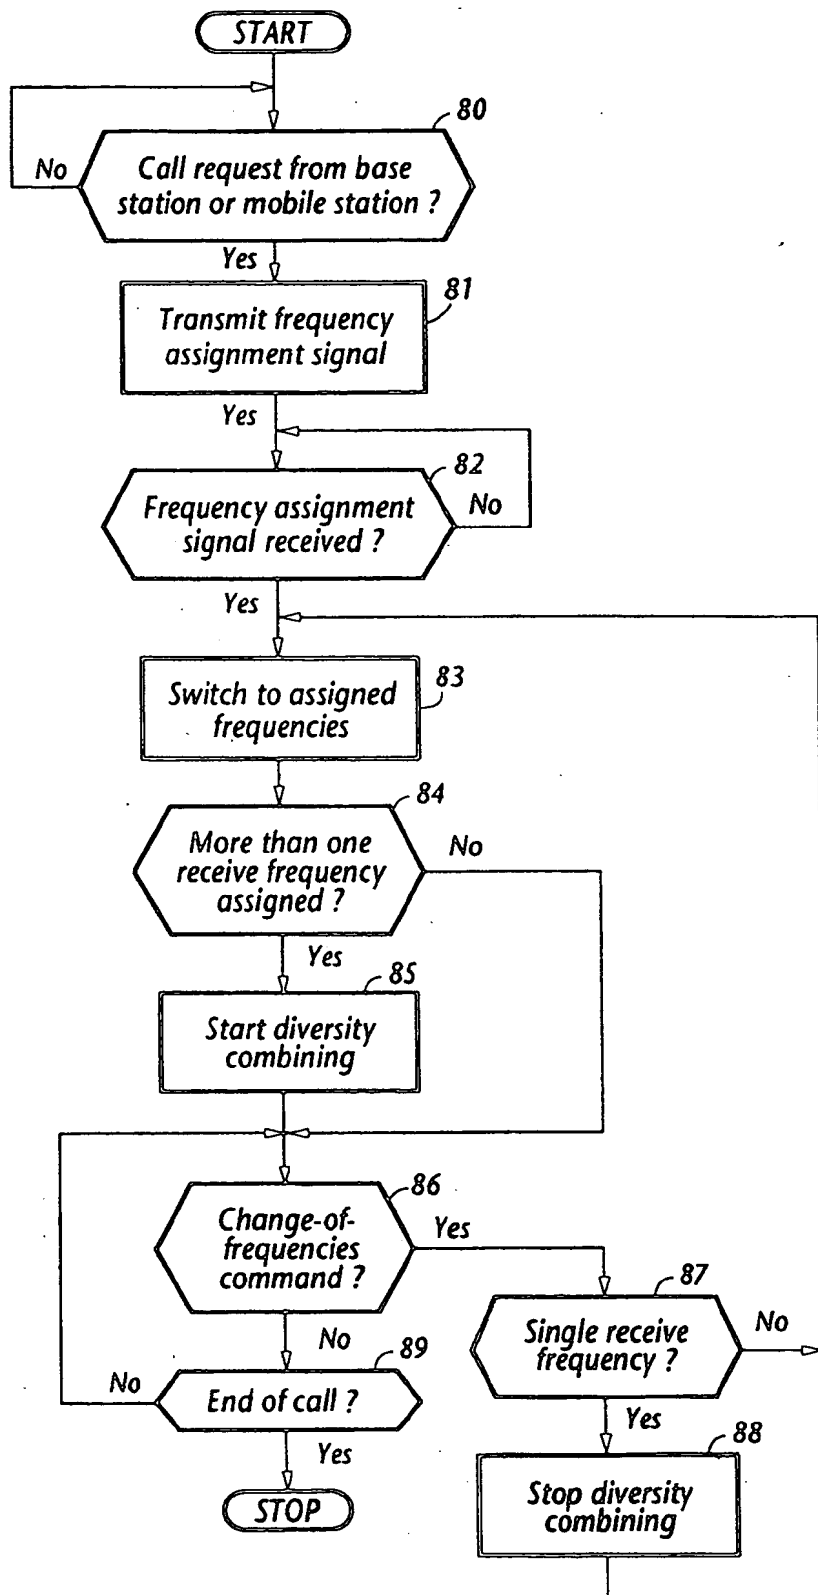 START
80
No
Call request from base
station or mobile station ?
Yes
81
Transmit frequency
assignment signal
Yes
82
Frequency assignment
signal received ?
No
Yes
83
Switch to assigned
frequencies
84
More than one
receive frequency
assigned ?
No
Yes
85
Start diversity
combining
86
Change-of-
frequencies
command ?
Yes
87
Single receive
frequency ?
No
No
89
End of call ?
No
Yes
Yes
88
Stop diversity
combining
STOP